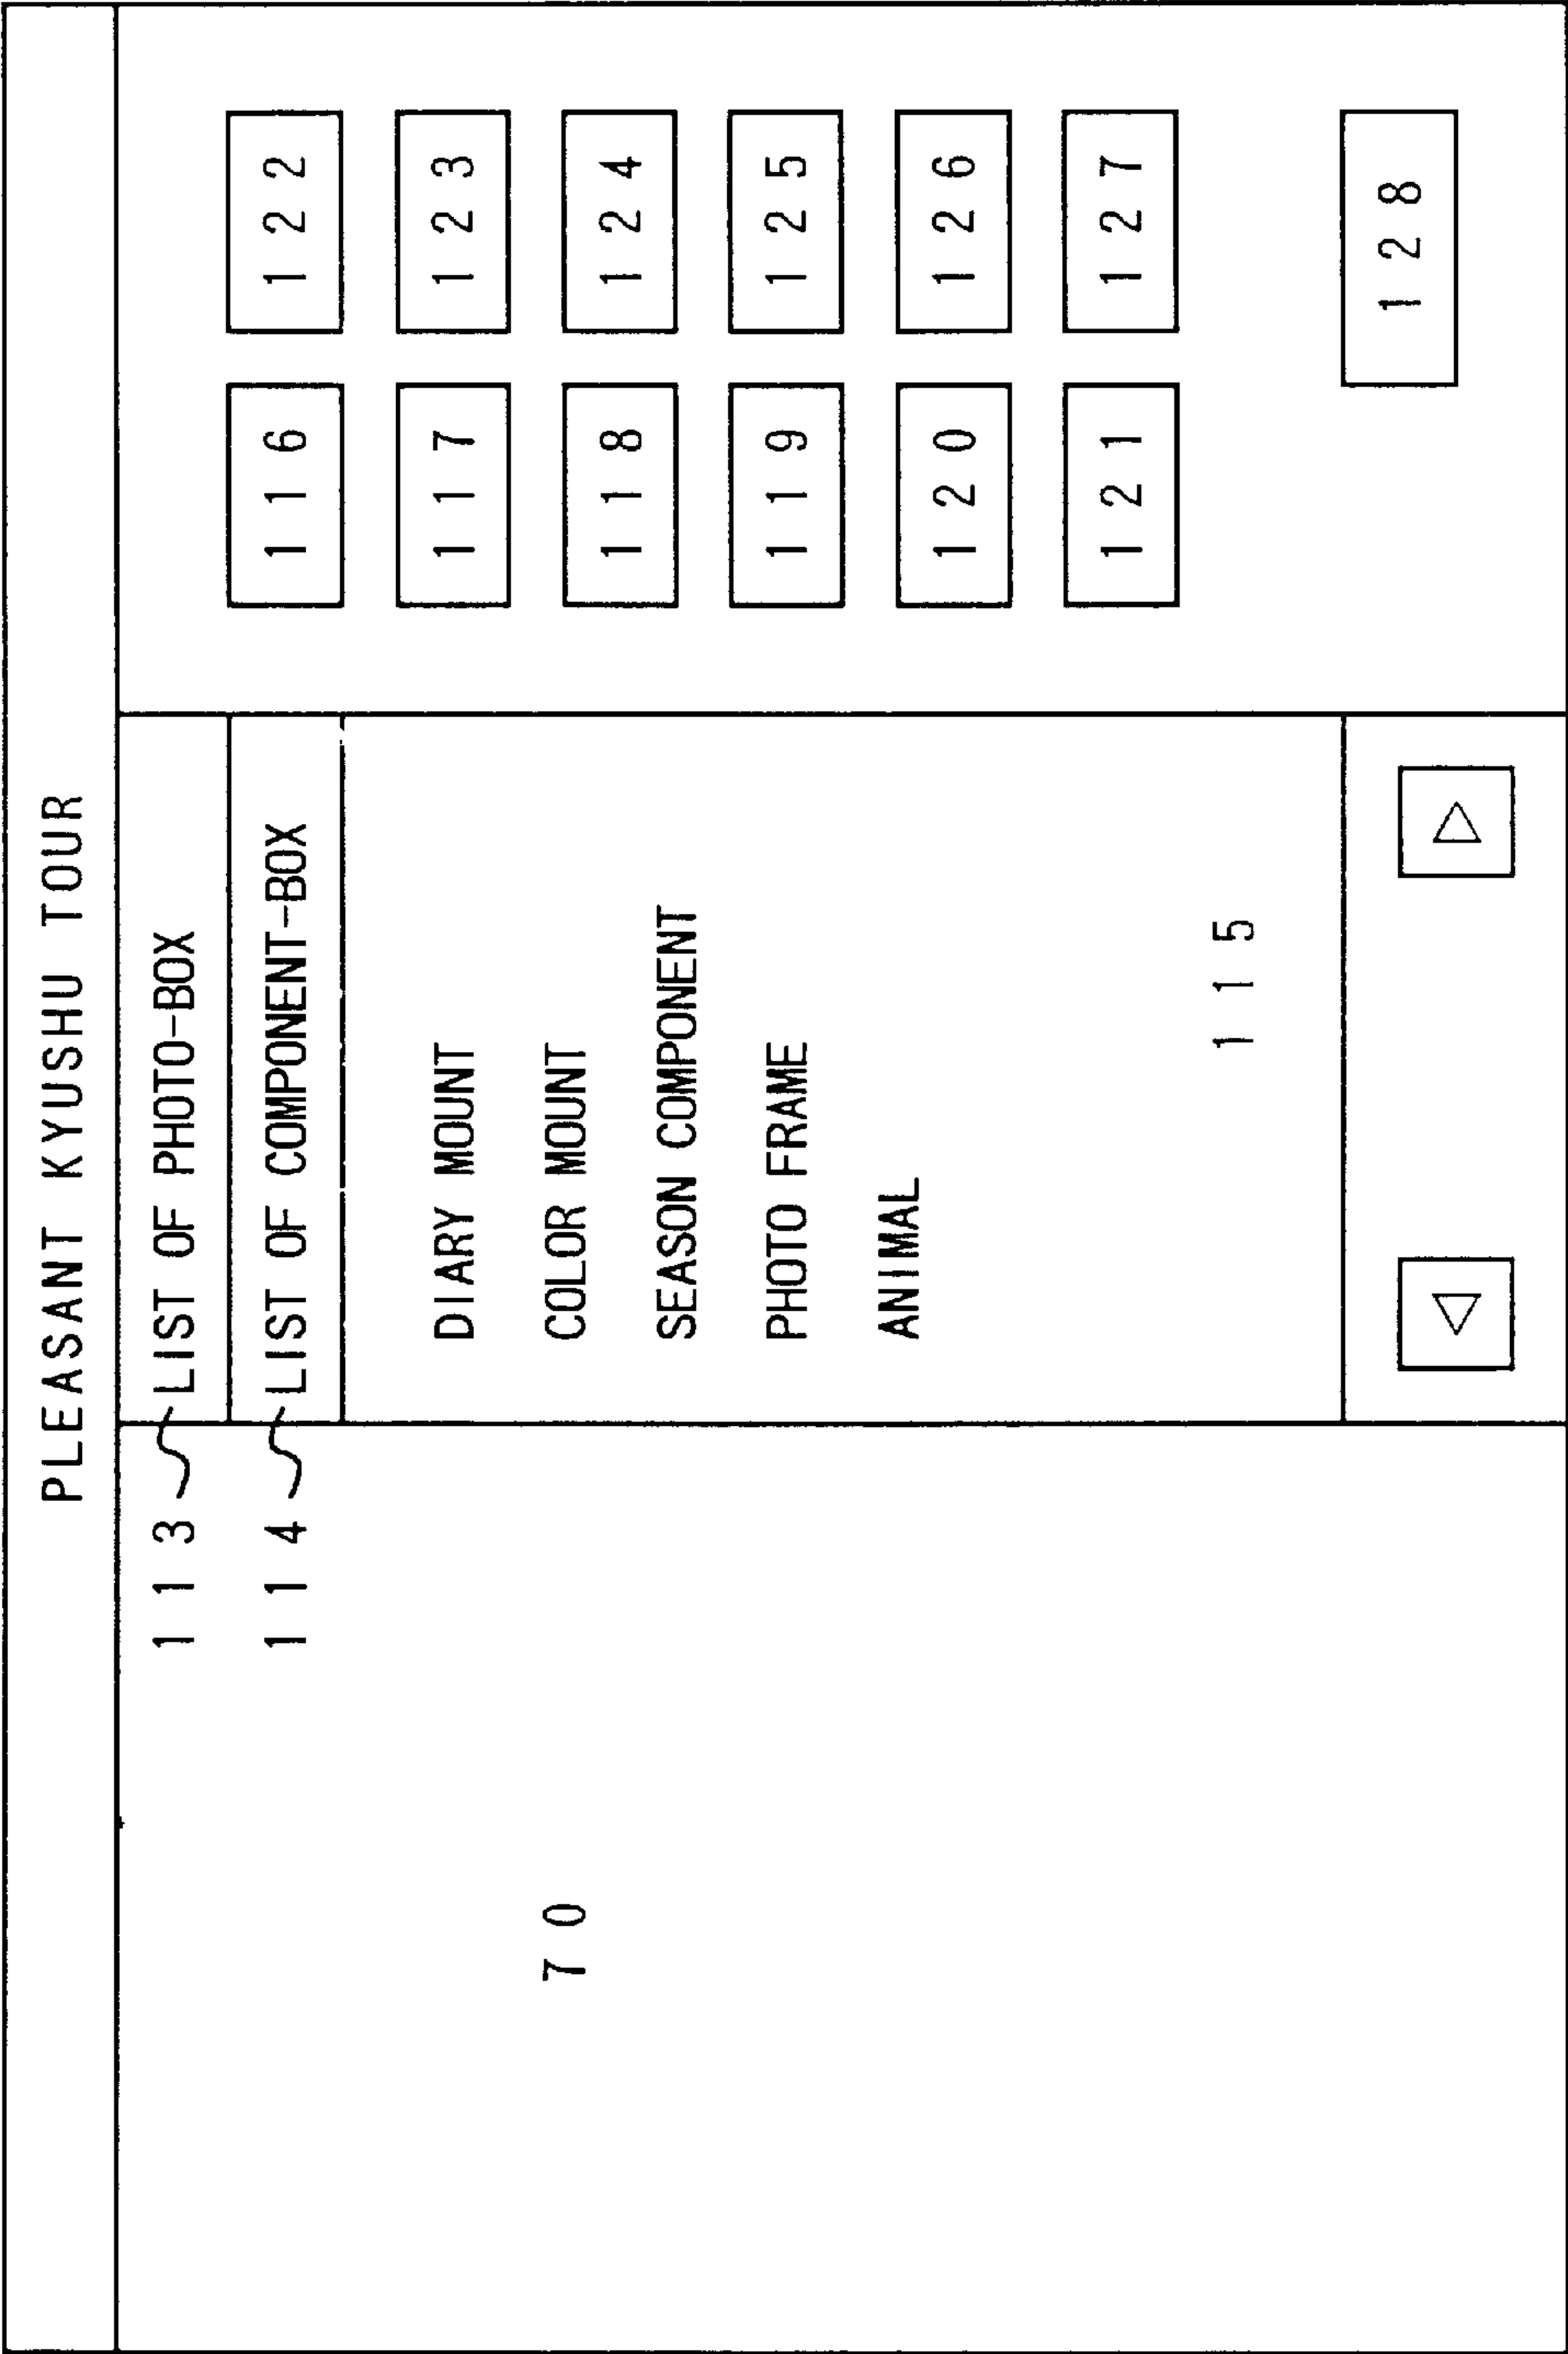 PLEASANT KYUSHU TOUR
113 LIST OF PHOTO-BOX
114 LIST OF COMPONENT-BOX
70
DIARY MOUNT
COLOR MOUNT
SEASON COMPONENT
PHOTO FRAME
ANIMAL
115
116 122
117 123
118 124
119 125
120 126
121 127
128